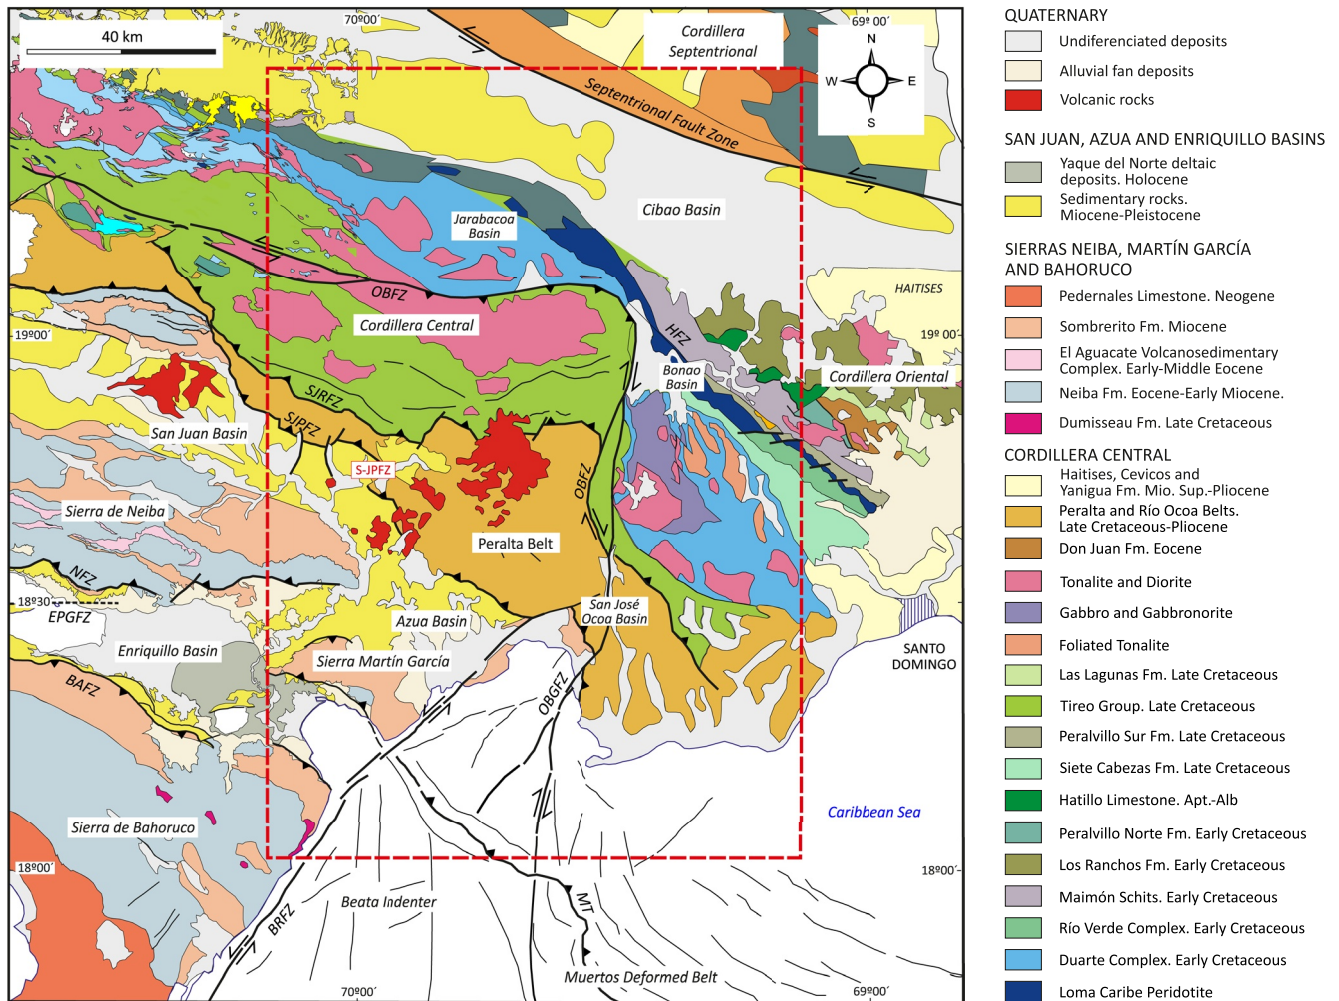 70º00´
69º 00´
40 km
Cordillera
Septentrional
N
W
E
S
Septentrional Fault Zone
Cibao Basin
Jarabacoa
Basin
HAITISES
OBFZ
Cordillera Central
19º00´
19º 00´
HFZ
Bonao
Basin
Cordillera Oriental
SJRFZ
SJPFZ
San Juan Basin
S-JPFZ
OBFZ
Sierra de Neiba
Peralta Belt
NFZ
18º30
EPGFZ
San José
Ocoa Basin
Azua Basin
Enriquillo Basin
Sierra Martín García
SANTO
DOMINGO
BAFZ
OBGFZ
Caribbean Sea
Sierra de Bahoruco
18º00´
18º00´
Beata Indenter
MT
BRFZ
Muertos Deformed Belt
70º00´
69º00´
QUATERNARY
Undiferenciated deposits
Alluvial fan deposits
Volcanic rocks
SAN JUAN, AZUA AND ENRIQUILLO BASINS
Yaque del Norte deltaic
deposits. Holocene
Sedimentary rocks.
Miocene-Pleistocene
SIERRAS NEIBA, MARTÍN GARCÍA
AND BAHORUCO
Pedernales Limestone. Neogene
Sombrerito Fm. Miocene
El Aguacate Volcanosedimentary
Complex. Early-Middle Eocene
Neiba Fm. Eocene-Early Miocene.
Dumisseau Fm. Late Cretaceous
CORDILLERA CENTRAL
Haitises, Cevicos and
Yanigua Fm. Mio. Sup.-Pliocene
Peralta and Río Ocoa Belts.
Late Cretaceous-Pliocene
Don Juan Fm. Eocene
Tonalite and Diorite
Gabbro and Gabbronorite
Foliated Tonalite
Las Lagunas Fm. Late Cretaceous
Tireo Group. Late Cretaceous
Peralvillo Sur Fm. Late Cretaceous
Siete Cabezas Fm. Late Cretaceous
Hatillo Limestone. Apt.-Alb
Peralvillo Norte Fm. Early Cretaceous
Los Ranchos Fm. Early Cretaceous
Maimón Schits. Early Cretaceous
Río Verde Complex. Early Cretaceous
Duarte Complex. Early Cretaceous
Loma Caribe Peridotite